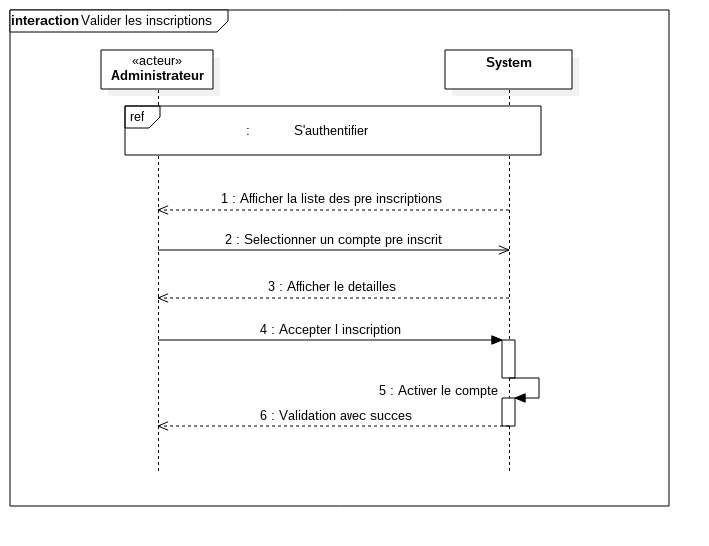 interaction Valider les inscriptions
«acteur»
Administrateur
System
ref
: S'authentifier
1 : Afficher la liste des pre inscriptions
2 : Selectionner un compte pre inscrit
3 : Afficher le detailles
4 : Accepter l inscription
5 : Activer le compte
6 : Validation avec succes